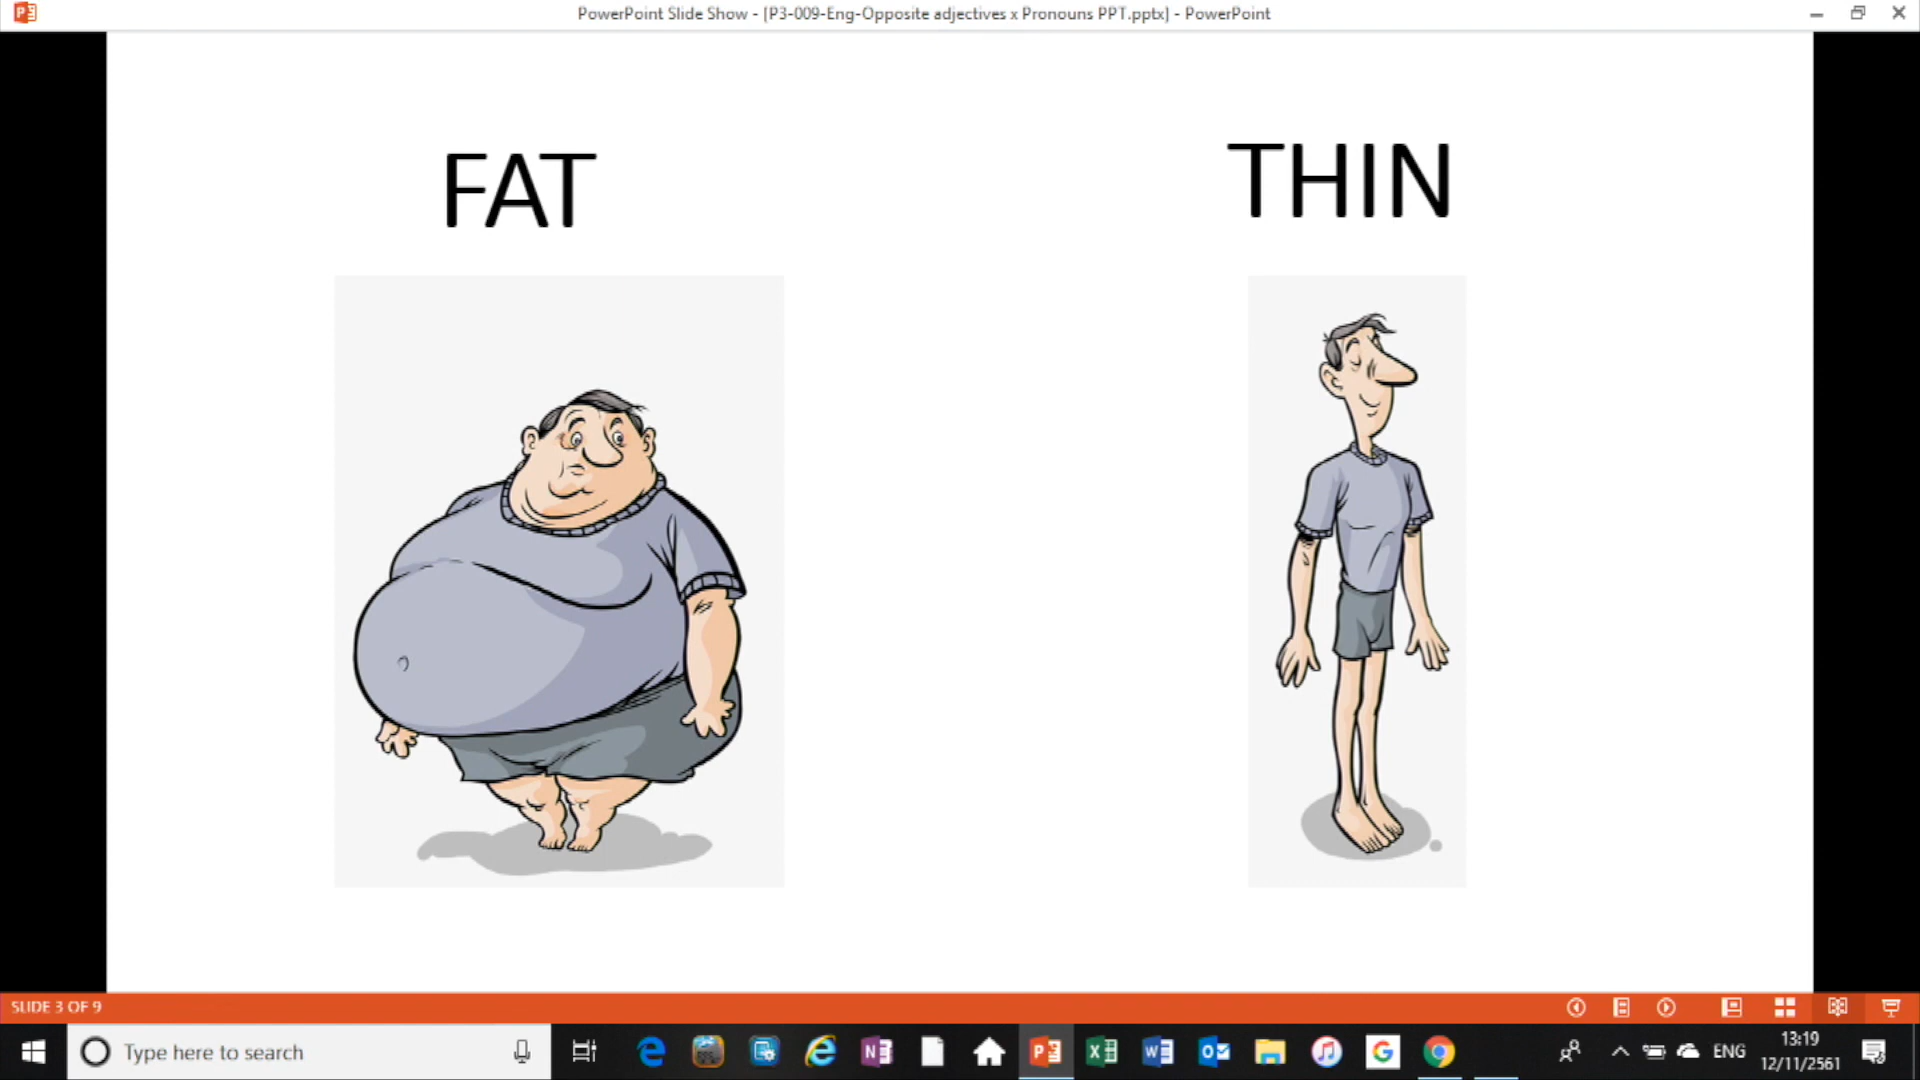 PowerPoint Slide Show - [P3-009-Eng-Opposite adjectives x Pronouns PPT.pptx] - PowerPoint
FAT
THIN
SLIDE 3 OF 9
Type here to search
ENG
13:19
12/11/2561